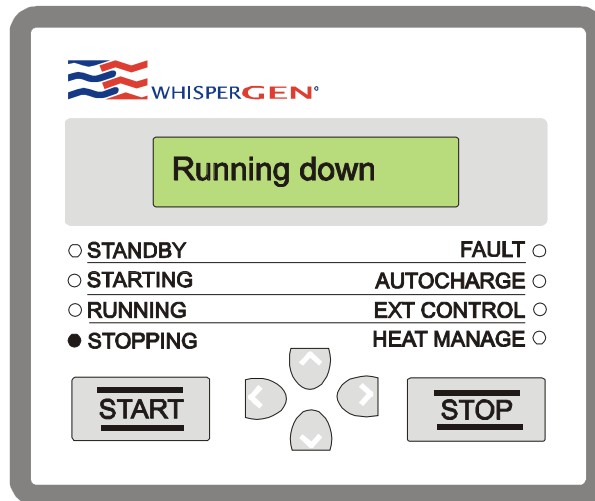 WHISPERGEN®
Running down
STANDBY FAULT
STARTING AUTOCHARGE
RUNNING EXT CONTROL
STOPPING HEAT MANAGE
START STOP